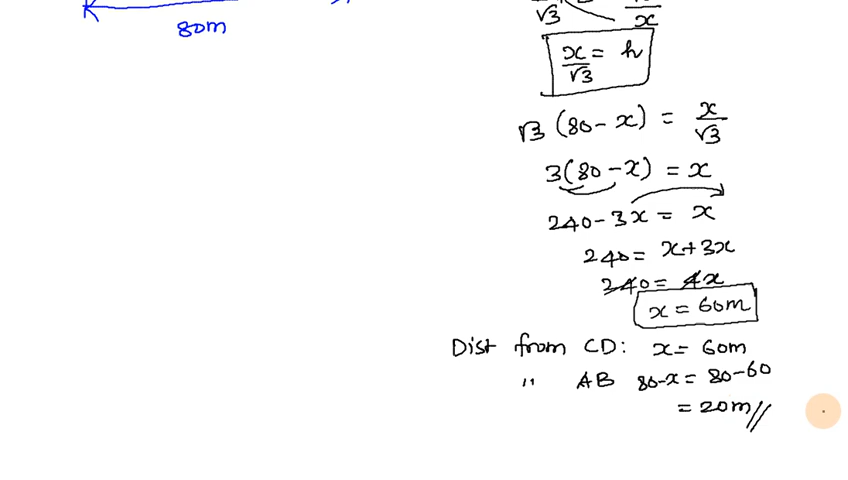 80m
√3
x
x/√3 = h
√3 (80 - x) = x/√3
3(80 - x) = x
240 - 3x = x
240 = x + 3x
240 = 4x
x = 60m
Dist from CD: x = 60m
" AB 80-x = 80-60
= 20m//